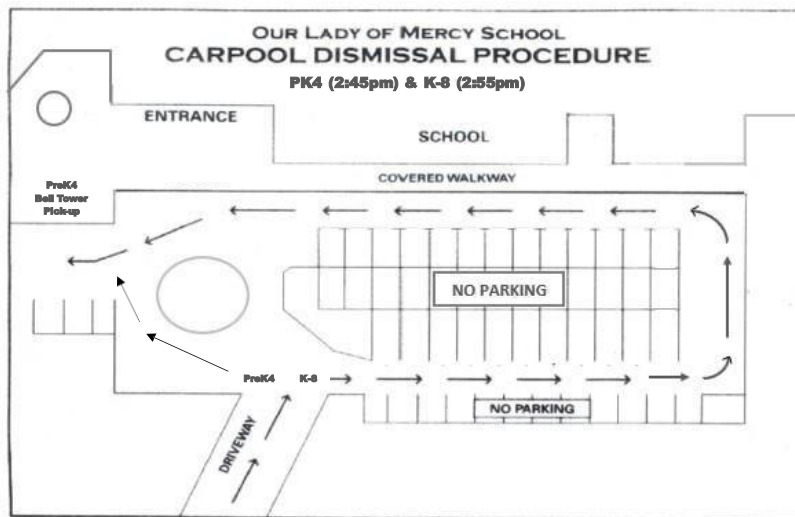 OUR LADY OF MERCY SCHOOL
CARPOOL DISMISSAL PROCEDURE
PK4 (2:45pm) & K-8 (2:55pm)
ENTRANCE
SCHOOL
COVERED WALKWAY
PreK4
Bell Tower
Pick-up
NO PARKING
PreK4 K-8
NO PARKING
DRIVEWAY